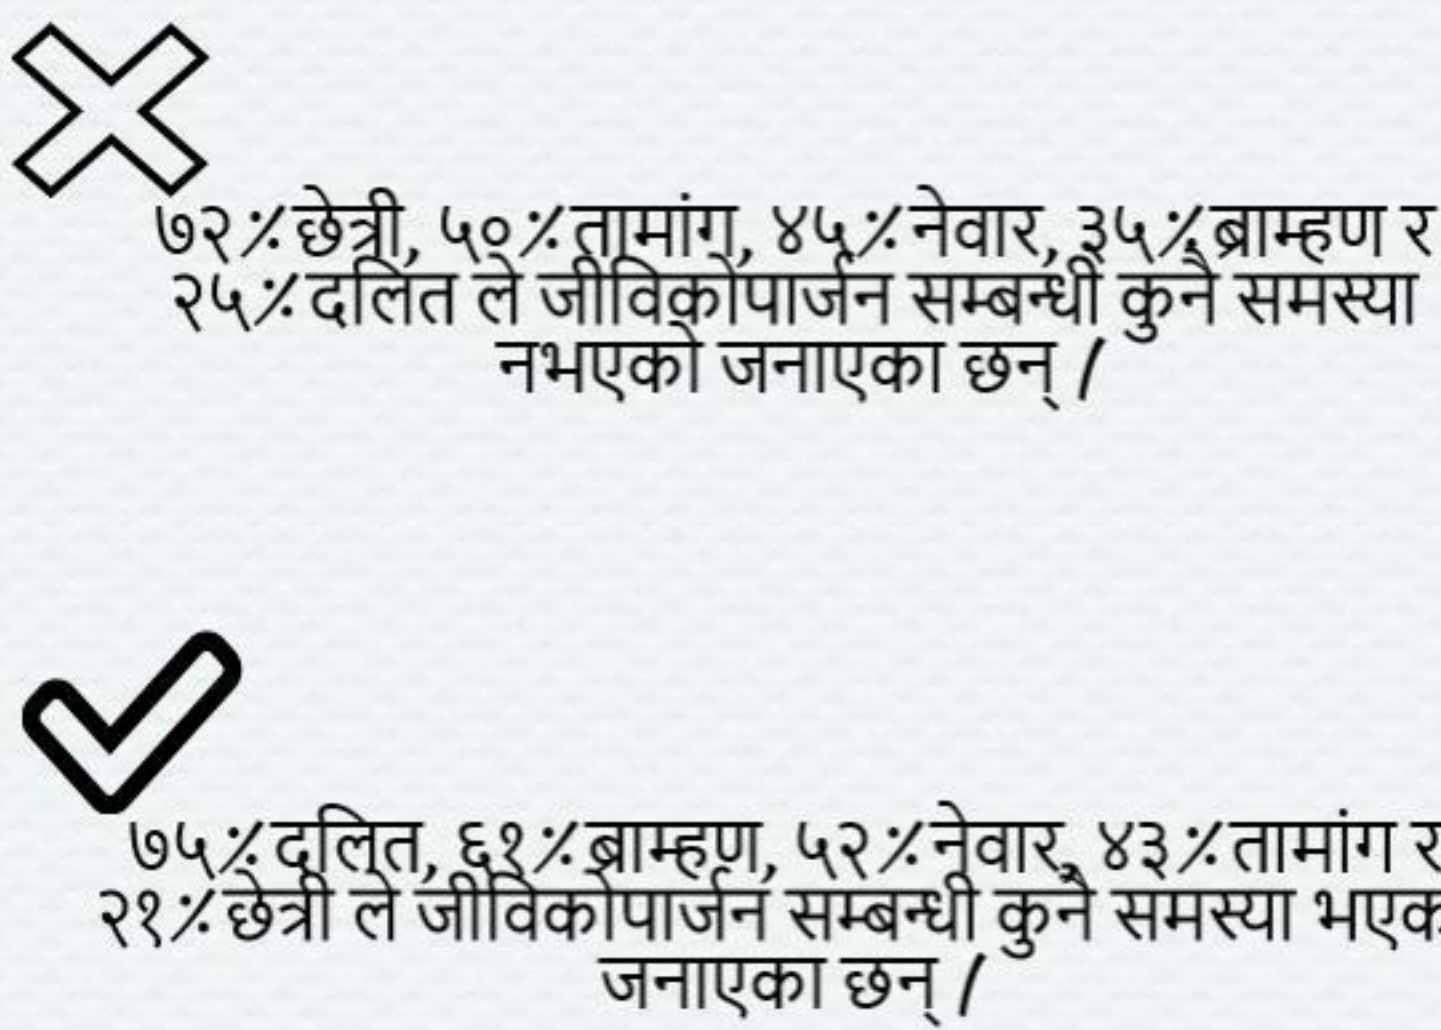 ७२%छेत्री, ५०%तामांग, ४५%नेवार, ३५%ब्राम्हण र
२५%दलित ले जीविकोपार्जन सम्बन्धी कुनै समस्या
नभएको जनाएका छन् /
७५%दलित, ६१%ब्राम्हण, ५२%नेवार, ४३%तामांग र
२१%छेत्री ले जीविकोपार्जन सम्बन्धी कुनै समस्या
जनाएका छन् /